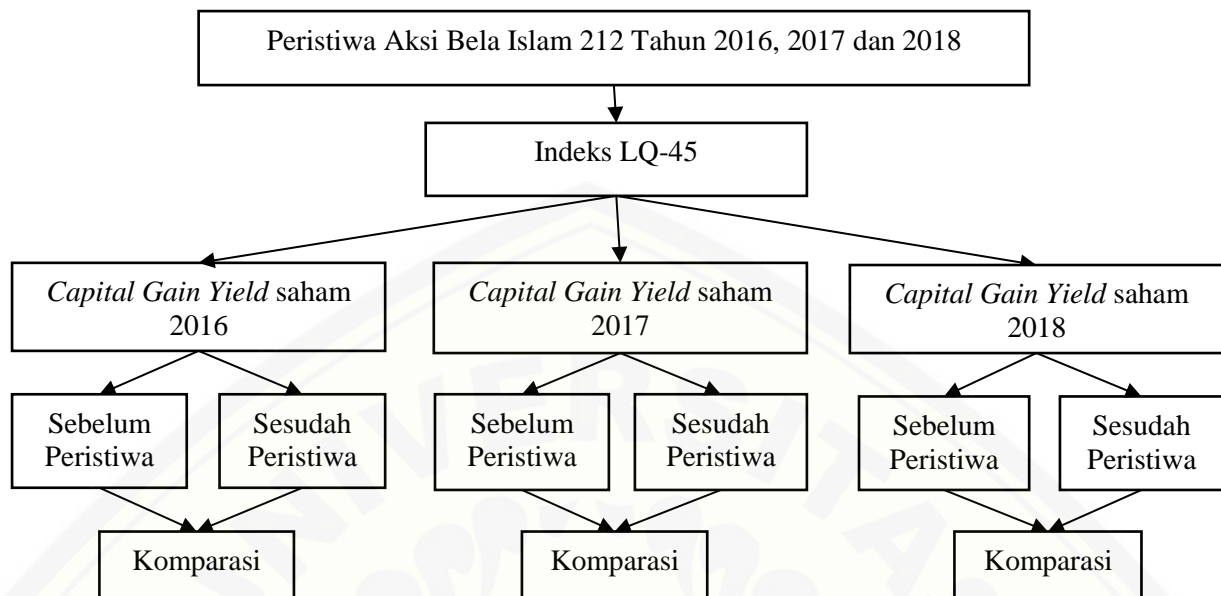 Peristiwa Aksi Bela Islam 212 Tahun 2016, 2017 dan 2018
Indeks LQ-45
Capital Gain Yield saham
2016
Capital Gain Yield saham
2017
Capital Gain Yield saham
2018
Sebelum
Peristiwa
Sesudah
Peristiwa
Sebelum
Peristiwa
Sesudah
Peristiwa
Sebelum
Peristiwa
Sesudah
Peristiwa
Komparasi
Komparasi
Komparasi
UNIVERSITAS